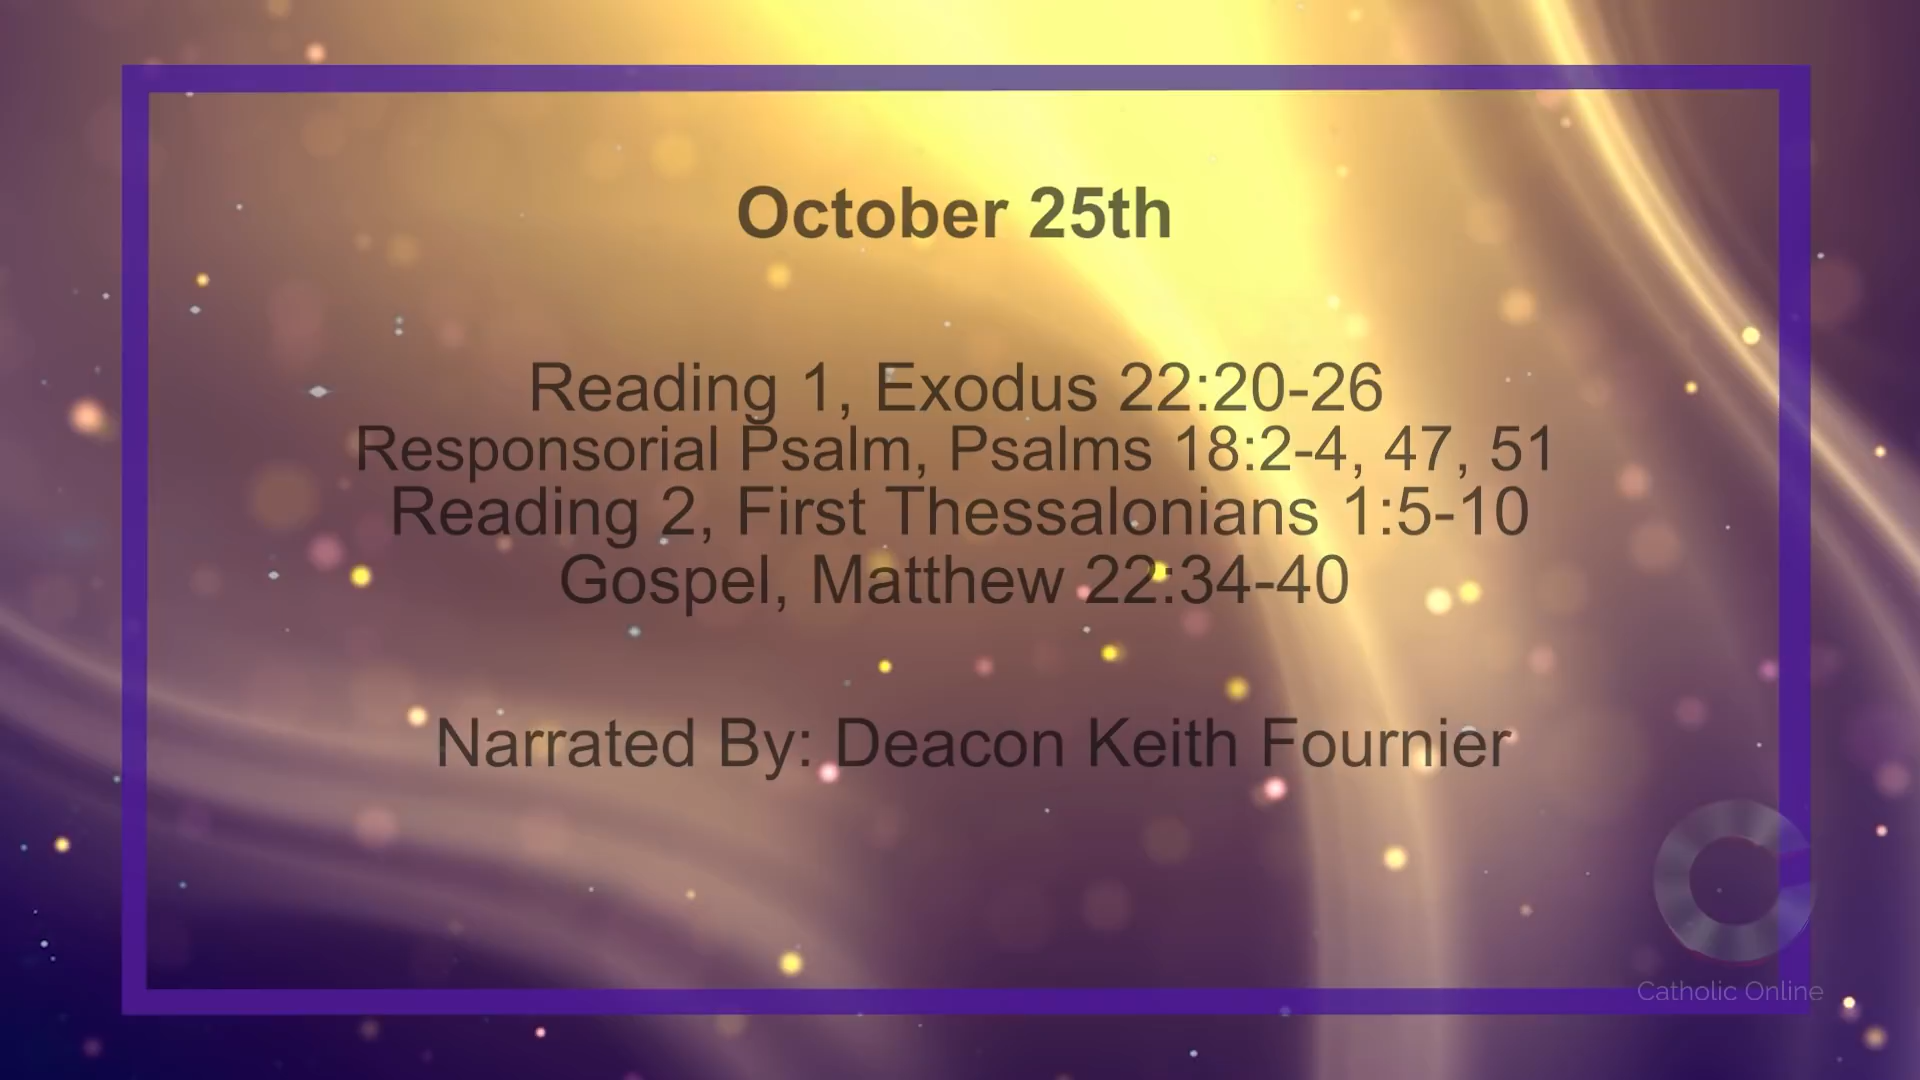 October 25th
Reading 1, Exodus 22:20-26
Responsorial Psalm, Psalms 18:2-4, 47, 51
Reading 2, First Thessalonians 1:5-10
Gospel, Matthew 22:34-40
Narrated By: Deacon Keith Fournier
Catholic Online